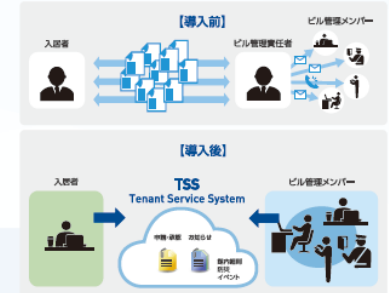 【導入前】
ビル管理メンバー
入居者
ビル管理責任者
【導入後】
入居者
TSS
Tenant Service System
ビル管理メンバー
申請・承認
お知らせ
館内規則
防災
イベント